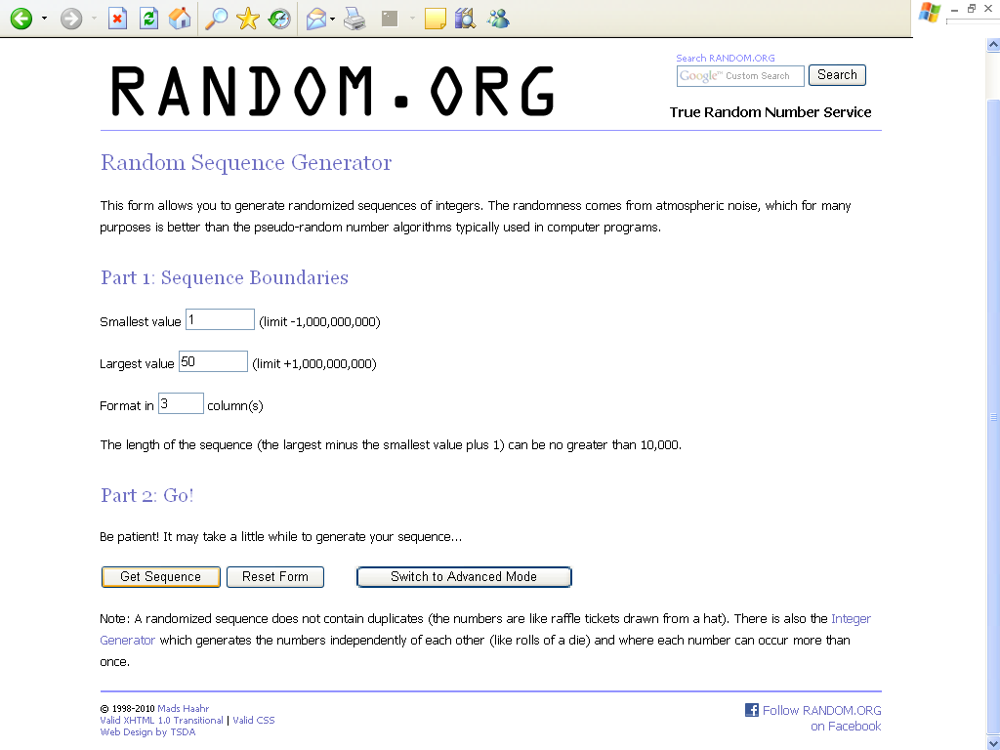 RANDOM.ORG
Search RANDOM.ORG
Google™ Custom Search
Search
True Random Number Service
Random Sequence Generator
This form allows you to generate randomized sequences of integers. The randomness comes from atmospheric noise, which for many
purposes is better than the pseudo-random number algorithms typically used in computer programs.
Part 1: Sequence Boundaries
Smallest value 1 (limit -1,000,000,000)
Largest value 50 (limit +1,000,000,000)
Format in 3 column(s)
The length of the sequence (the largest minus the smallest value plus 1) can be no greater than 10,000.
Part 2: Go!
Be patient! It may take a little while to generate your sequence...
Get Sequence Reset Form Switch to Advanced Mode
Note: A randomized sequence does not contain duplicates (the numbers are like raffle tickets drawn from a hat). There is also the Integer
Generator which generates the numbers independently of each other (like rolls of a die) and where each number can occur more than
once.
© 1998-2010 Mads Haahr
Valid XHTML 1.0 Transitional | Valid CSS
Web Design by TSDA
Follow RANDOM.ORG
on Facebook